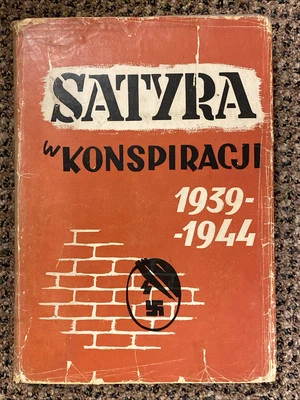 SATYRA
w KONSPIRACJI
1939-
-1944